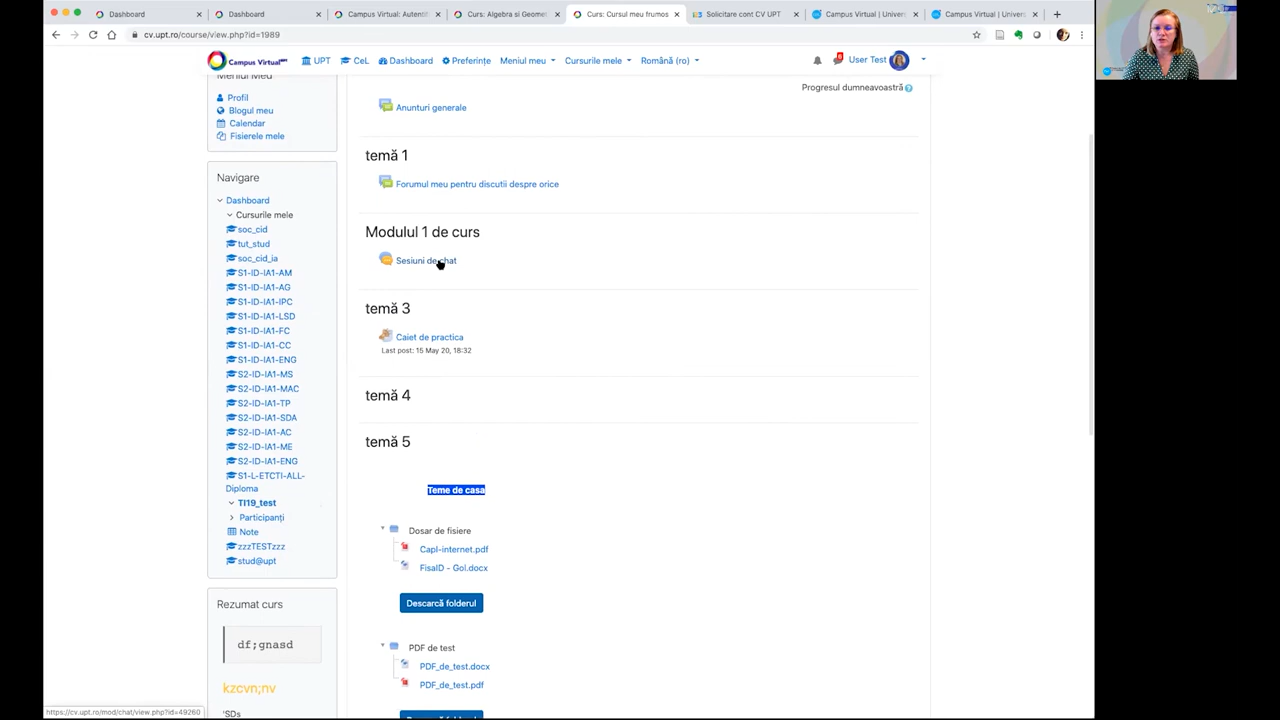 Dashboard
Dashboard
Campus Virtual: Autenti
Curs: Algebra si Geomet
Curs: Cursul meu frumos
Solicitare cont CV UPT
Campus Virtual | Univers
Campus Virtual | Univers
cv.upt.ro/course/view.php?id=1989
Campus Virtual
UPT
CeL
Dashboard
Preferințe
Meniul meu
Cursurile mele
Română (ro)
User Test
Meniul Meu
Profil
Blogul meu
Calendar
Fisierele mele
Navigare
Dashboard
Cursurile mele
soc_cid
tut_stud
soc_cid_ia
S1-ID-IA1-AM
S1-ID-IA1-AG
S1-ID-IA1-IPC
S1-ID-IA1-LSD
S1-ID-IA1-FC
S1-ID-IA1-CC
S1-ID-IA1-ENG
S2-ID-IA1-MS
S2-ID-IA1-MAC
S2-ID-IA1-TP
S2-ID-IA1-SDA
S2-ID-IA1-AC
S2-ID-IA1-ME
S2-ID-IA1-ENG
S1-L-ETCTI-ALL-
Diploma
TI19_test
Participanți
Note
zzzTESTzzz
stud@upt
Rezumat curs
df;gnasd
kzcvn;nv
'SDs
Progresul dumneavoastră
Anunturi generale
temă 1
Forumul meu pentru discutii despre orice
Modulul 1 de curs
Sesiuni de chat
temă 3
Caiet de practica
Last post: 15 May 20, 18:32
temă 4
temă 5
Teme de casa
Dosar de fisiere
CapI-internet.pdf
FisaID - Gol.docx
Descarcă folderul
PDF de test
PDF_de_test.docx
PDF_de_test.pdf
https://cv.upt.ro/mod/chat/view.php?id=49260